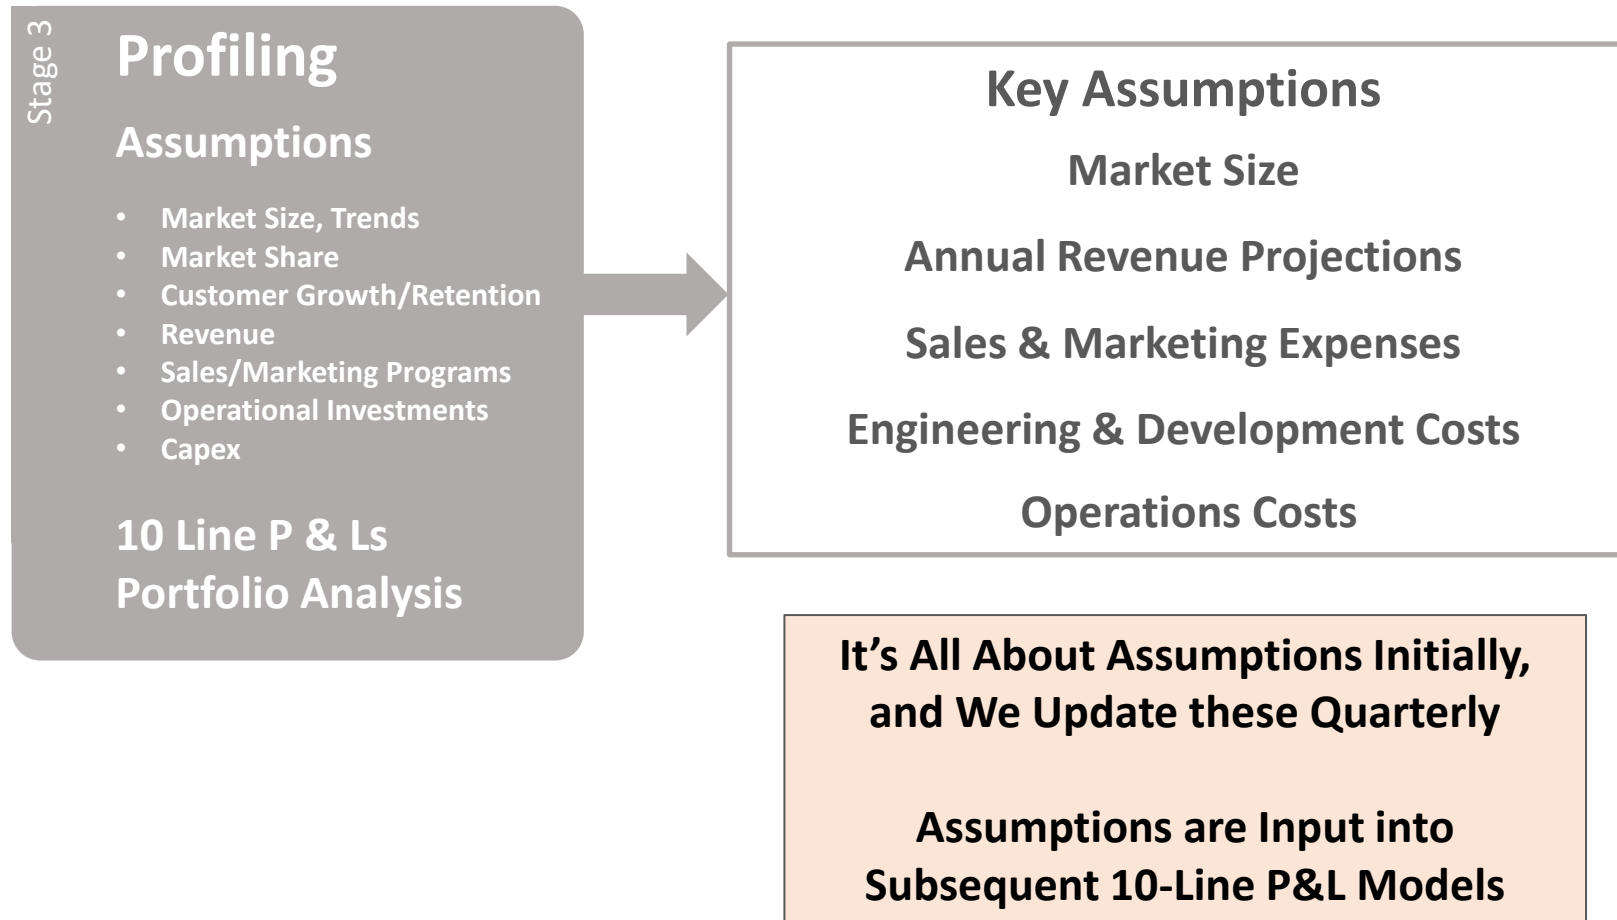 Stage 3
Profiling
Assumptions
• Market Size, Trends
• Market Share
• Customer Growth/Retention
• Revenue
• Sales/Marketing Programs
• Operational Investments
• Capex
10 Line P & Ls
Portfolio Analysis
Key Assumptions
Market Size
Annual Revenue Projections
Sales & Marketing Expenses
Engineering & Development Costs
Operations Costs
It’s All About Assumptions Initially,
and We Update these Quarterly
Assumptions are Input into
Subsequent 10-Line P&L Models